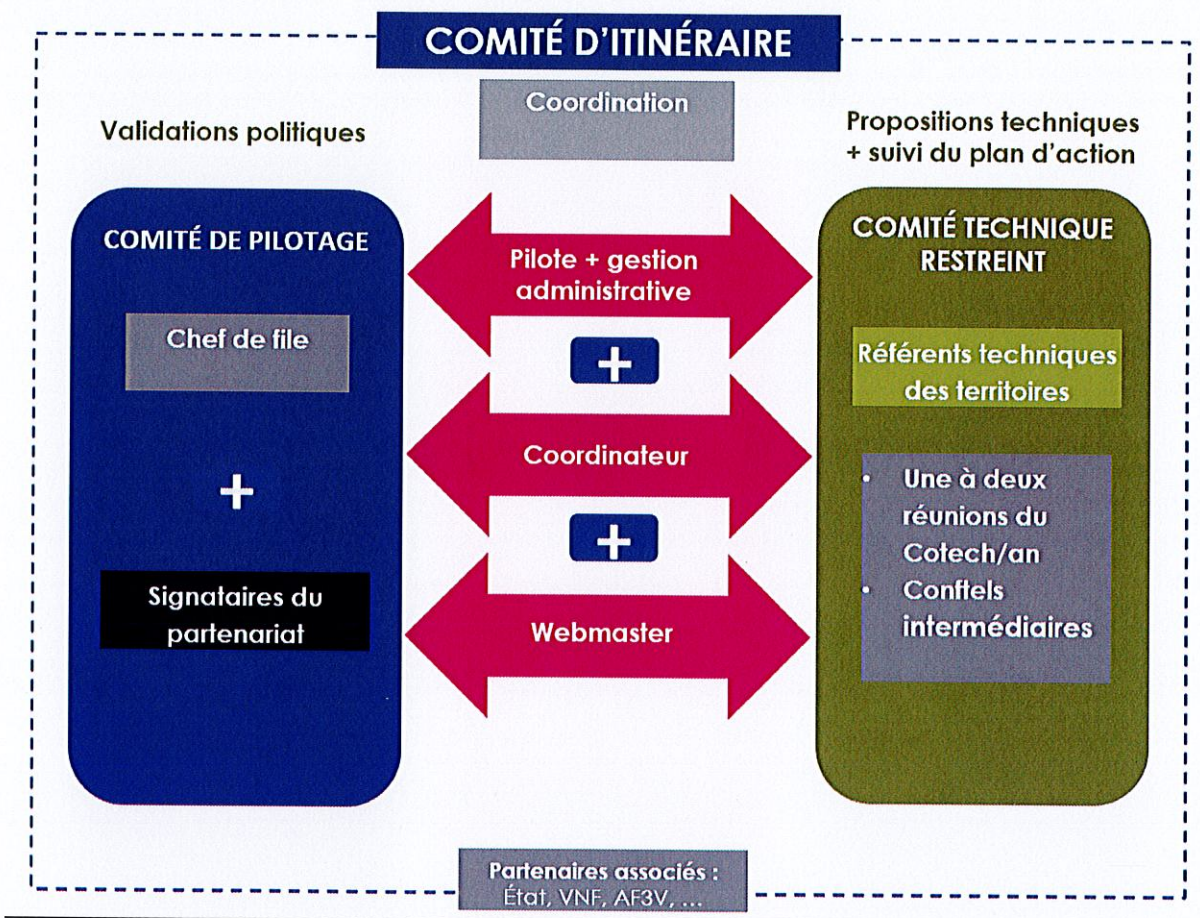 COMITÉ D'ITINÉRAIRE
Coordination
Validations politiques
Propositions techniques
+ suivi du plan d'action
COMITÉ DE PILOTAGE
Chef de file
+
Signataires du
partenariat
Pilote + gestion
administrative
+
Coordinateur
+
Webmaster
COMITÉ TECHNIQUE
RESTREINT
Référents techniques
des territoires
• Une à deux
réunions du
Cotech/an
• Conftels
intermédiaires
Partenaires associés :
État, VNF, AF3V, ...